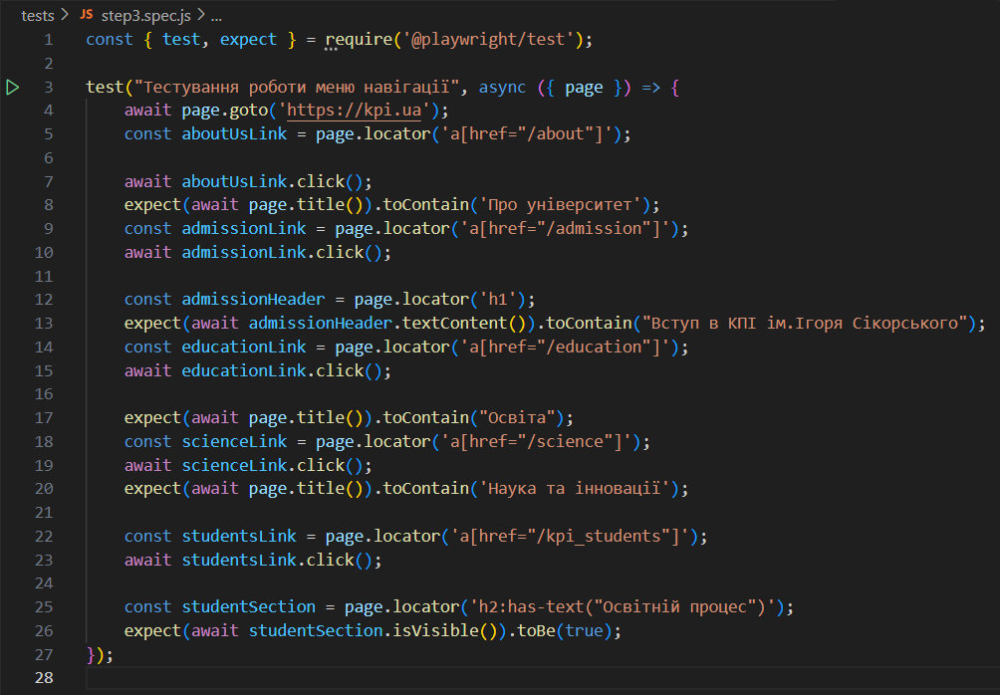 tests > JS step3.spec.js > ...
1 const { test, expect } = require('@playwright/test');
2
3 test("Тестування роботи меню навігації", async ({ page }) => {
4     await page.goto('https://kpi.ua');
5     const aboutUsLink = page.locator('a[href="/about"]');
6
7     await aboutUsLink.click();
8     expect(await page.title()).toContain('Про університет');
9     const admissionLink = page.locator('a[href="/admission"]');
10     await admissionLink.click();
11
12     const admissionHeader = page.locator('h1');
13     expect(await admissionHeader.textContent()).toContain("Вступ в КПІ ім.Ігоря Сікорського");
14     const educationLink = page.locator('a[href="/education"]');
15     await educationLink.click();
16
17     expect(await page.title()).toContain("Освіта");
18     const scienceLink = page.locator('a[href="/science"]');
19     await scienceLink.click();
20     expect(await page.title()).toContain('Наука та інновації');
21
22     const studentsLink = page.locator('a[href="/kpi_students"]');
23     await studentsLink.click();
24
25     const studentSection = page.locator('h2:has-text("Освітній процес")');
26     expect(await studentSection.isVisible()).toBe(true);
27 });
28